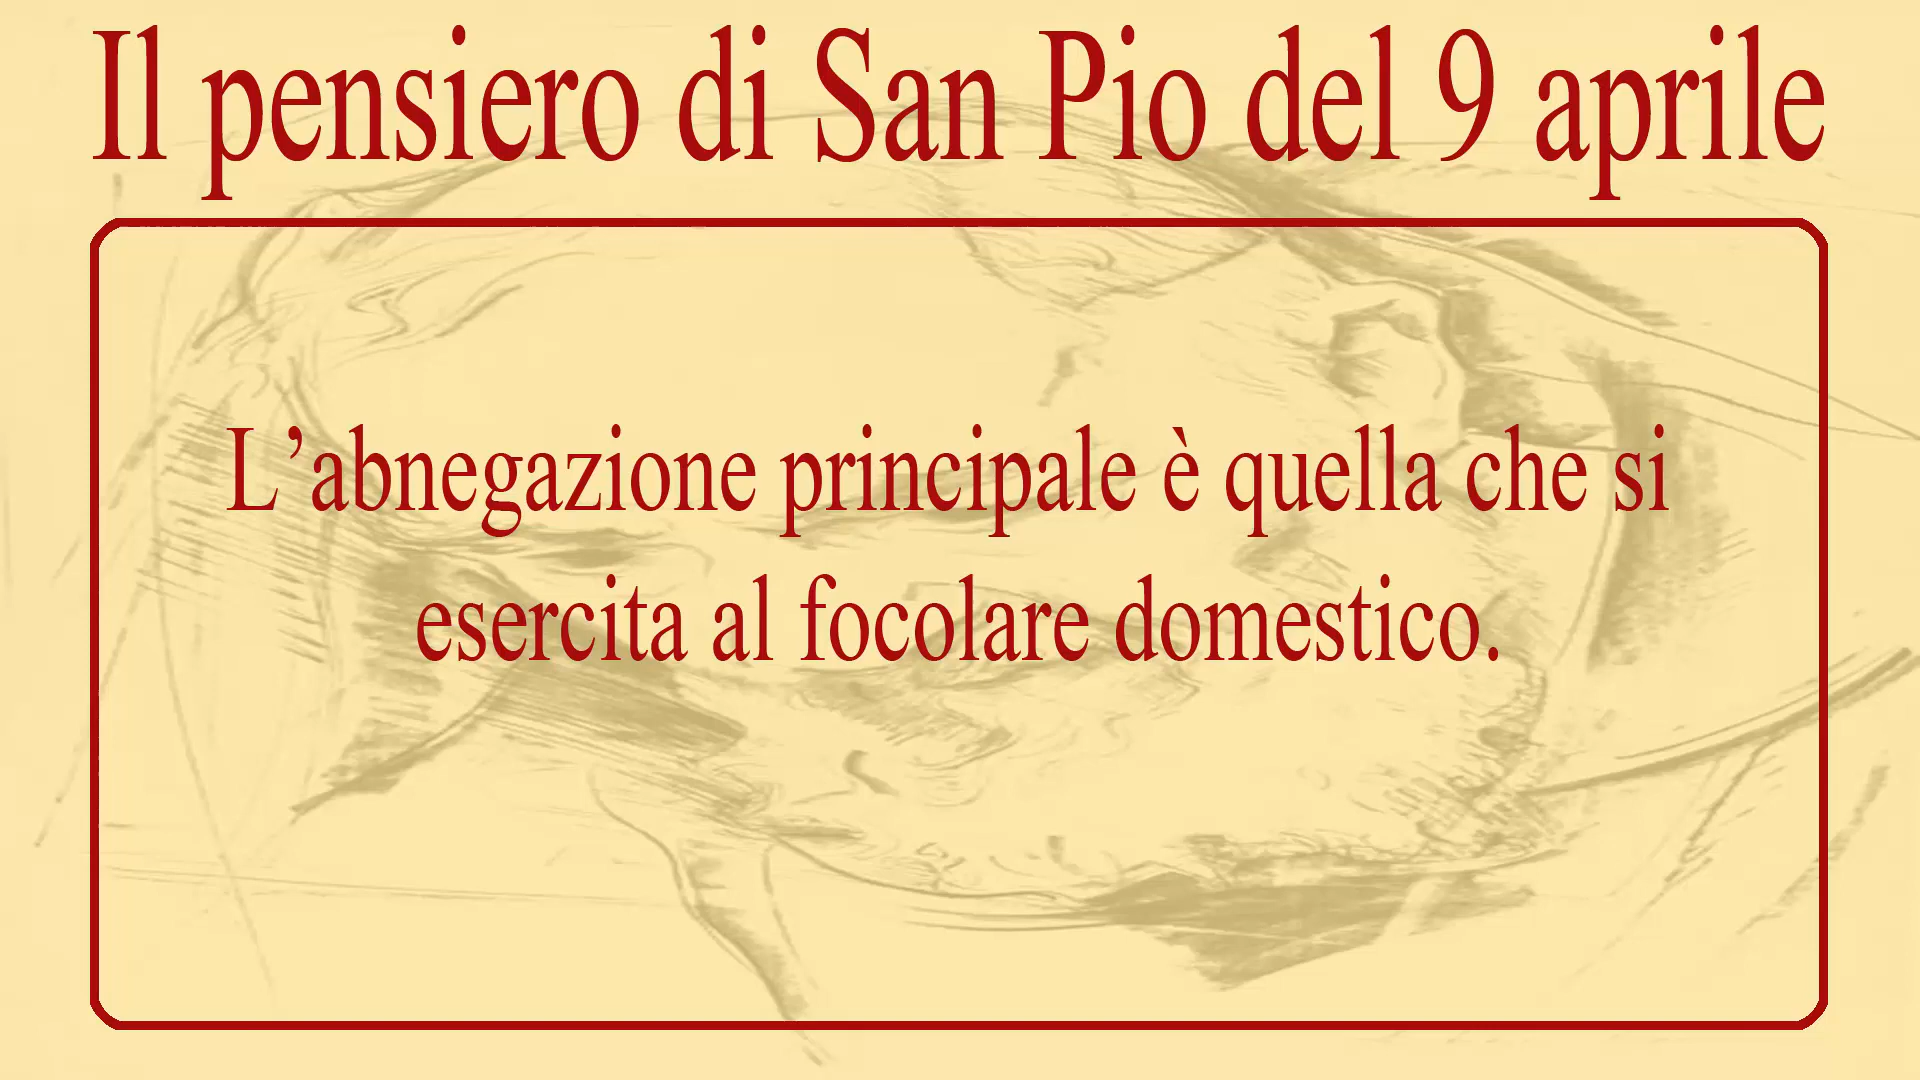 Il pensiero di San Pio del 9 aprile
L’abnegazione principale è quella che si
esercita al focolare domestico.